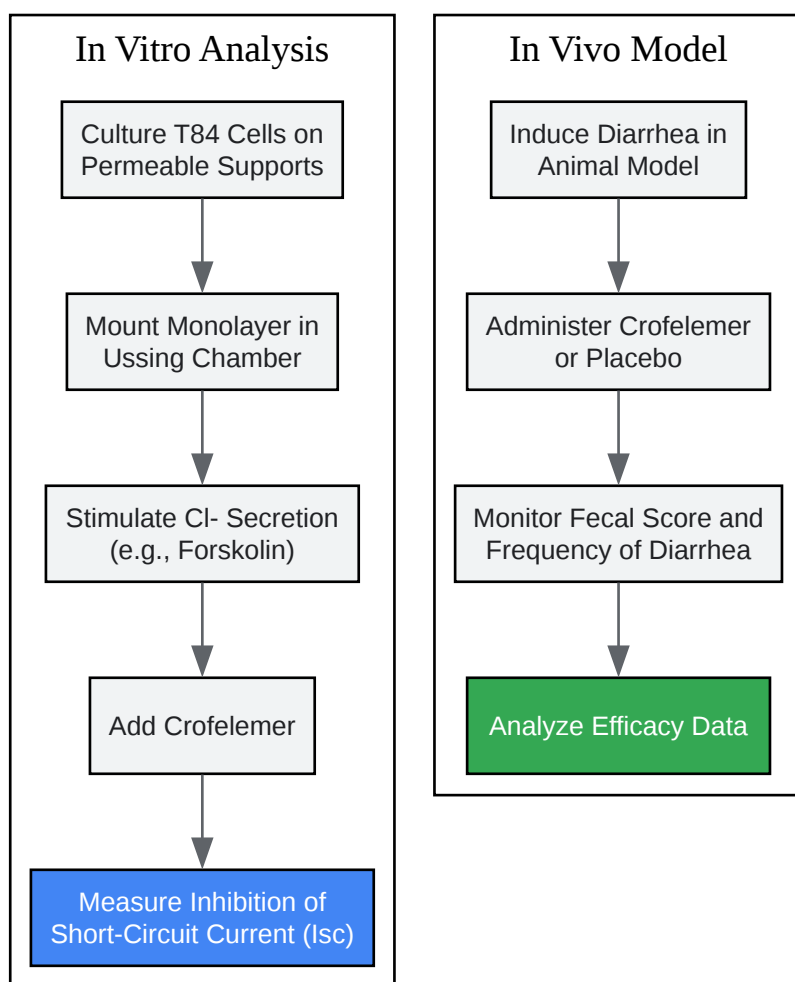 In Vitro Analysis
Culture T84 Cells on
Permeable Supports
Mount Monolayer in
Ussing Chamber
Stimulate Cl- Secretion
(e.g., Forskolin)
Add Crofelemer
Measure Inhibition of
Short-Circuit Current (Isc)
In Vivo Model
Induce Diarrhea in
Animal Model
Administer Crofelemer
or Placebo
Monitor Fecal Score and
Frequency of Diarrhea
Analyze Efficacy Data